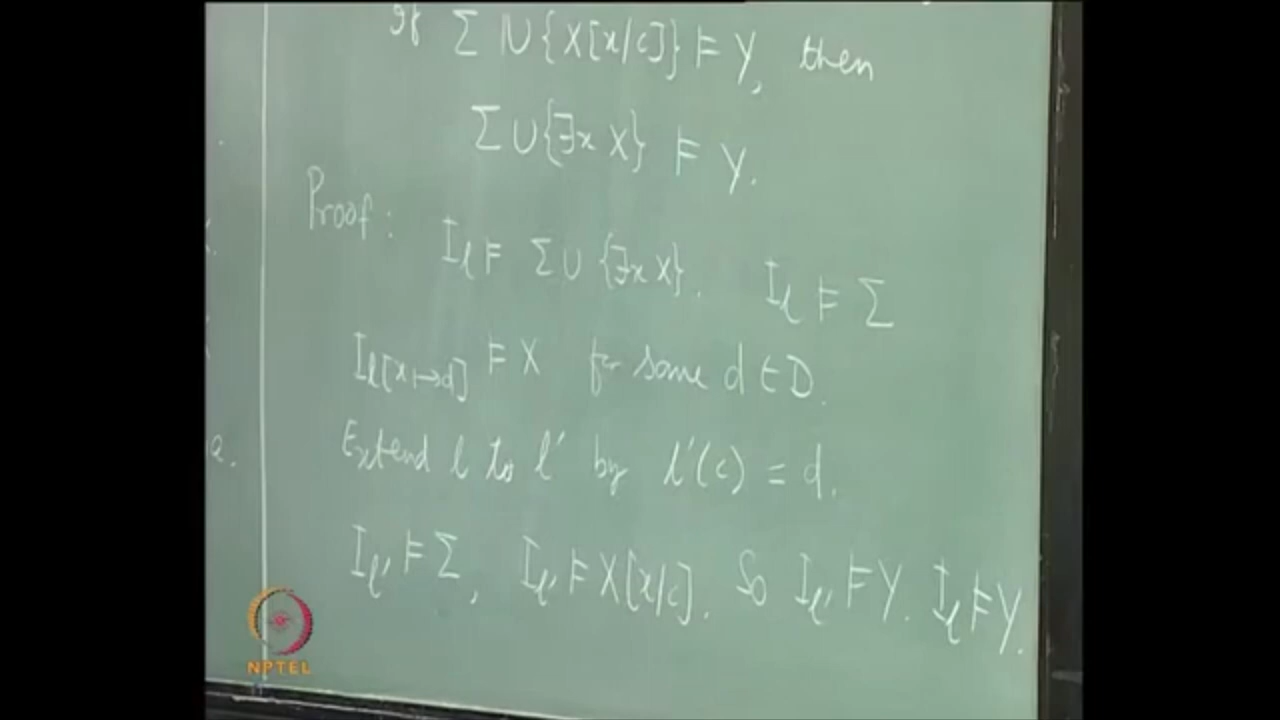 If Σ ∪ {X[x/c]} ⊨ Y, then
Σ ∪ {∃x X} ⊨ Y.
Proof: I_l ⊨ Σ ∪ {∃x X}. I_l ⊨ Σ
I_l[x↦d] ⊨ X for some d ∈ D.
a.
Extend l to l' by l'(c) = d.
I_l' ⊨ Σ, I_l' ⊨ X[x/c]. So I_l' ⊨ Y. I_l ⊨ Y.
NPTEL